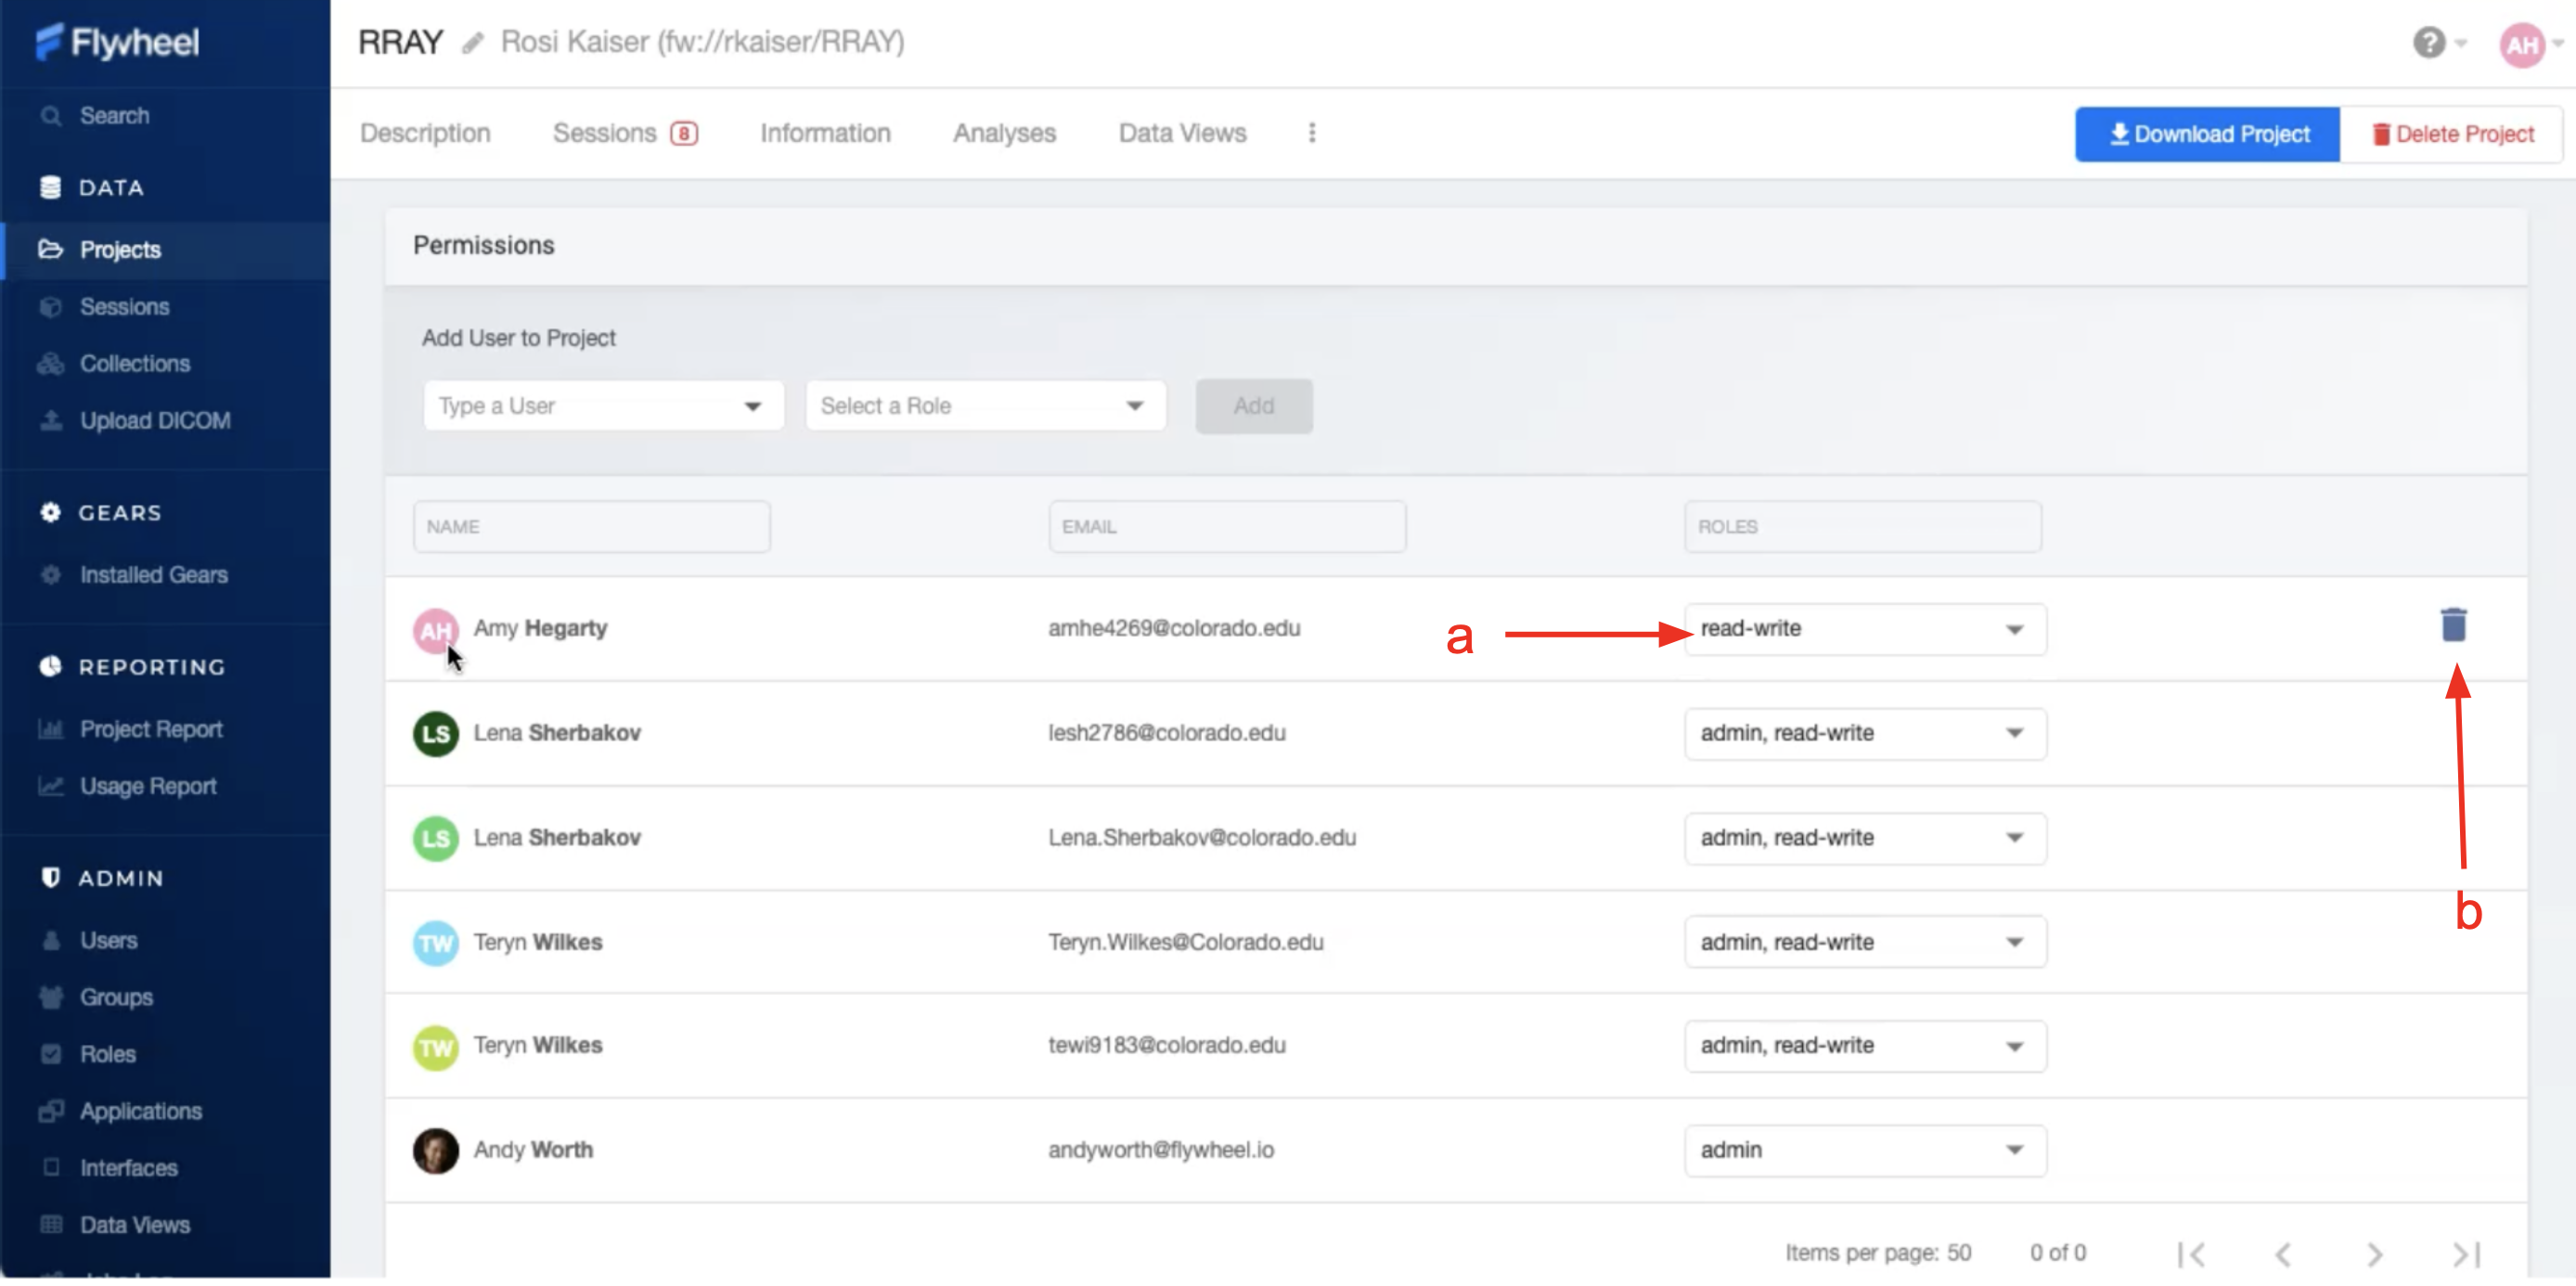 Flywheel
RRAY Rosi Kaiser (fw://rkaiser/RRAY)
? AH
Search
DATA
Projects
Sessions
Collections
Upload DICOM
GEARS
Installed Gears
REPORTING
Project Report
Usage Report
ADMIN
Users
Groups
Roles
Applications
Interfaces
Data Views
Description Sessions 8 Information Analyses Data Views
Download Project Delete Project
Permissions
Add User to Project
Type a User Select a Role Add
NAME EMAIL ROLES
AH Amy Hegarty amhe4269@colorado.edu a read-write
LS Lena Sherbakov lesh2786@colorado.edu admin, read-write
LS Lena Sherbakov Lena.Sherbakov@colorado.edu admin, read-write
b
TW Teryn Wilkes Teryn.Wilkes@Colorado.edu admin, read-write
TW Teryn Wilkes tewi9183@colorado.edu admin, read-write
Andy Worth andyworth@flywheel.io admin
Items per page: 50 0 of 0